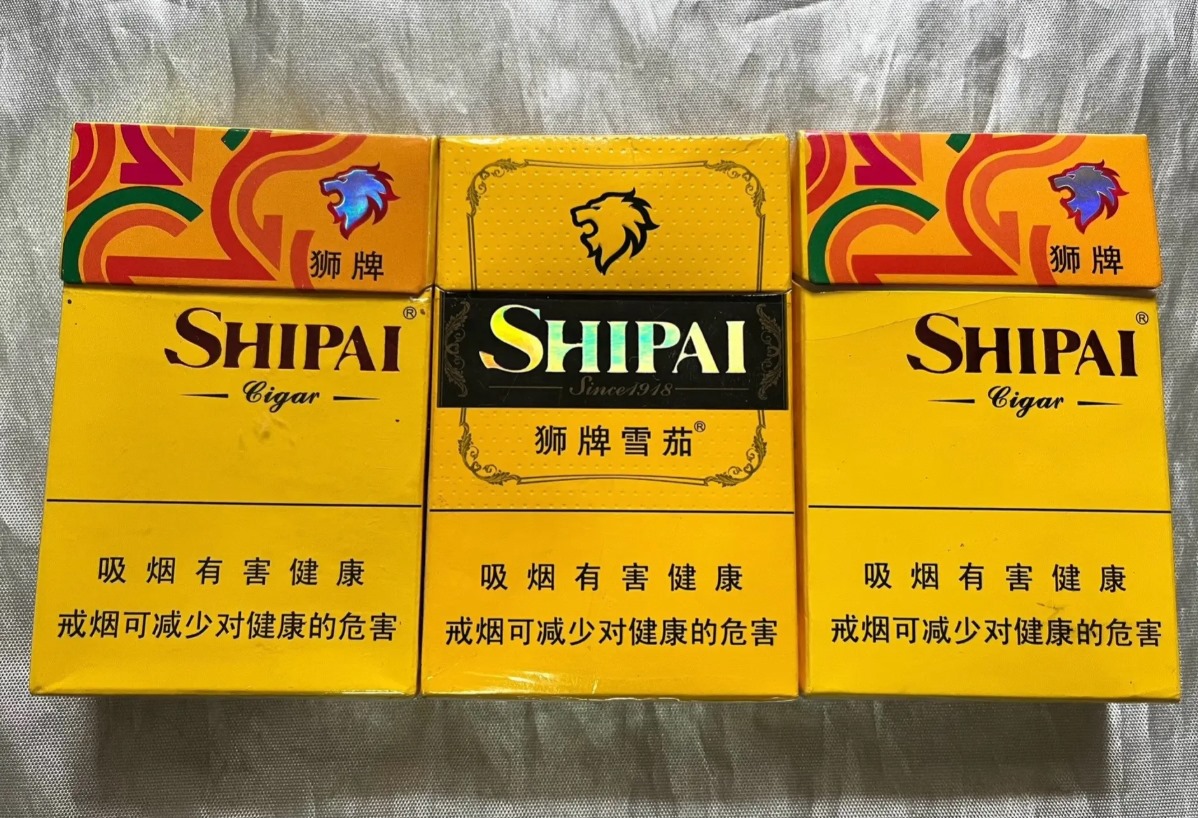 狮牌
SHIPAI®
Cigar
吸烟有害健康
戒烟可减少对健康的危害
SHIPAI
Since1918
狮牌雪茄®
吸烟有害健康
戒烟可减少对健康的危害
狮牌
SHIPAI®
Cigar
吸烟有害健康
戒烟可减少对健康的危害